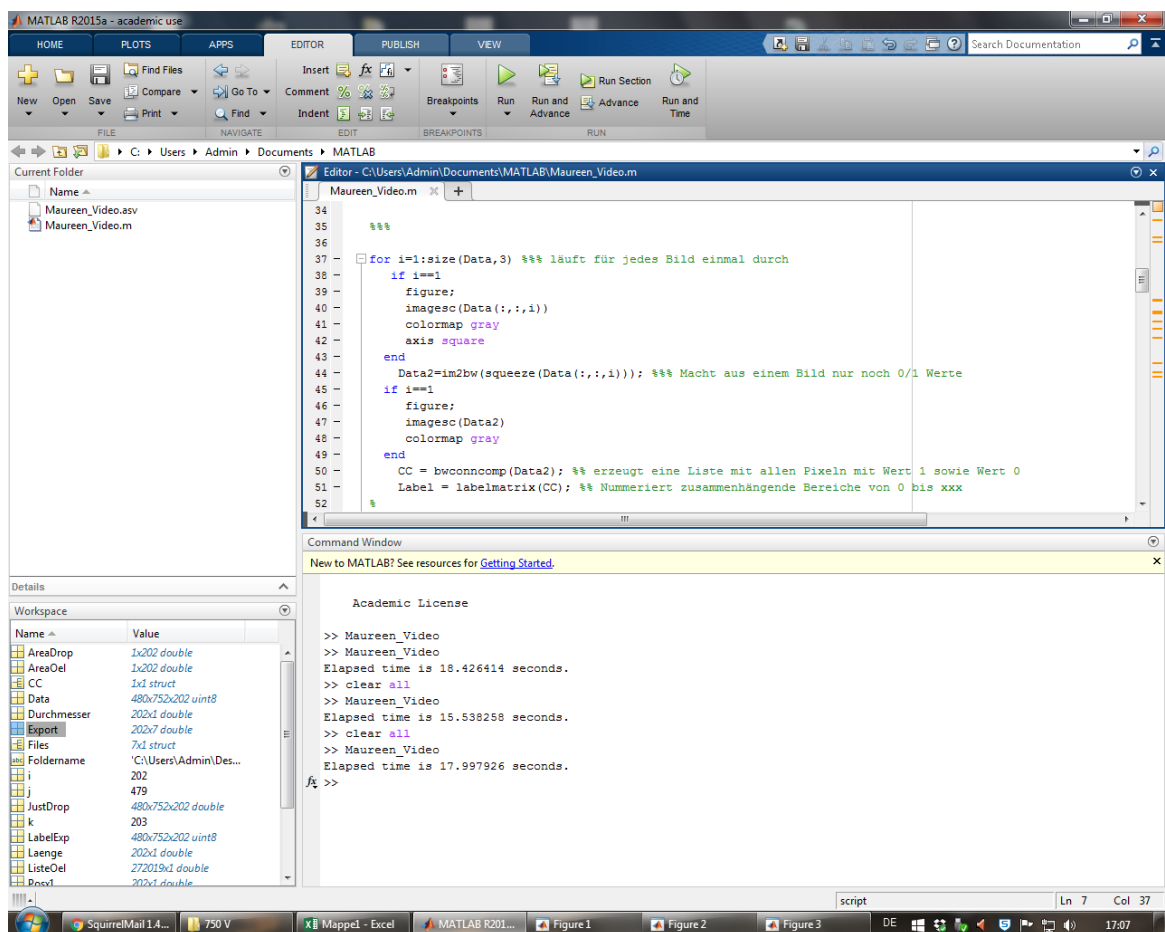 MATLAB R2015a - academic use
HOME PLOTS APPS EDITOR PUBLISH VIEW
Search Documentation
New Open Save
Find Files
Compare
Print
Go To
Find
Insert
Comment
Indent
fx
Breakpoints
Run
Run and Advance
Run Section
Advance
Run and Time
FILE NAVIGATE EDIT BREAKPOINTS RUN
C: Users Admin Documents MATLAB
Current Folder
Name
Maureen_Video.asv
Maureen_Video.m
Editor - C:\Users\Admin\Documents\MATLAB\Maureen_Video.m
Maureen_Video.m
34
35 %%%
36
37 – for i=1:size(Data,3) %%% läuft für jedes Bild einmal durch
38 – if i==1
39 – figure;
40 – imagesc(Data(:,:,i))
41 – colormap gray
42 – axis square
43 – end
44 – Data2=im2bw(squeeze(Data(:,:,i))); %%% Macht aus einem Bild nur noch 0/1 Werte
45 – if i==1
46 – figure;
47 – imagesc(Data2)
48 – colormap gray
49 – end
50 – CC = bwconncomp(Data2); %% erzeugt eine Liste mit allen Pixeln mit Wert 1 sowie Wert 0
51 – Label = labelmatrix(CC); %% Nummeriert zusammenhängende Bereiche von 0 bis xxx
52 %
Command Window
New to MATLAB? See resources for Getting Started.
Academic License
>> Maureen_Video
>> Maureen_Video
Elapsed time is 18.426414 seconds.
>> clear all
>> Maureen_Video
Elapsed time is 15.538258 seconds.
>> clear all
>> Maureen_Video
Elapsed time is 17.997926 seconds.
fx >>
Details
Workspace
Name Value
AreaDrop 1x202 double
AreaOel 1x202 double
CC 1x1 struct
Data 480x752x202 uint8
Durchmesser 202x1 double
Export 202x7 double
Files 7x1 struct
abc Foldername 'C:\Users\Admin\Des...
i 202
j 479
JustDrop 480x752x202 double
k 203
LabelExp 480x752x202 uint8
Laenge 202x1 double
ListeOel 272019x1 double
Posx1 202x1 double
script Ln 7 Col 37
SquirrelMail 1.4...
750 V
Mappe1 - Excel
MATLAB R201...
Figure 1
Figure 2
Figure 3
DE
17:07